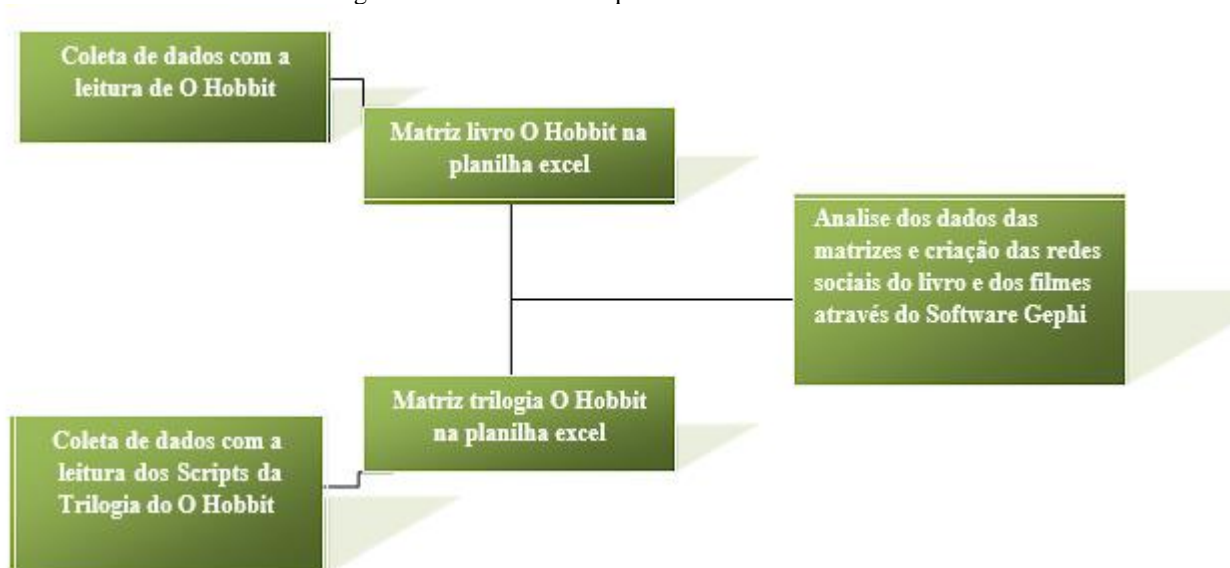 Coleta de dados com a
leitura de O Hobbit
Matriz livro O Hobbit na
planilha excel
Analise dos dados das
matrizes e criação das redes
sociais do livro e dos filmes
através do Software Gephi
Matriz trilogia O Hobbit
na planilha excel
Coleta de dados com a
leitura dos Scripts da
Trilogia do O Hobbit